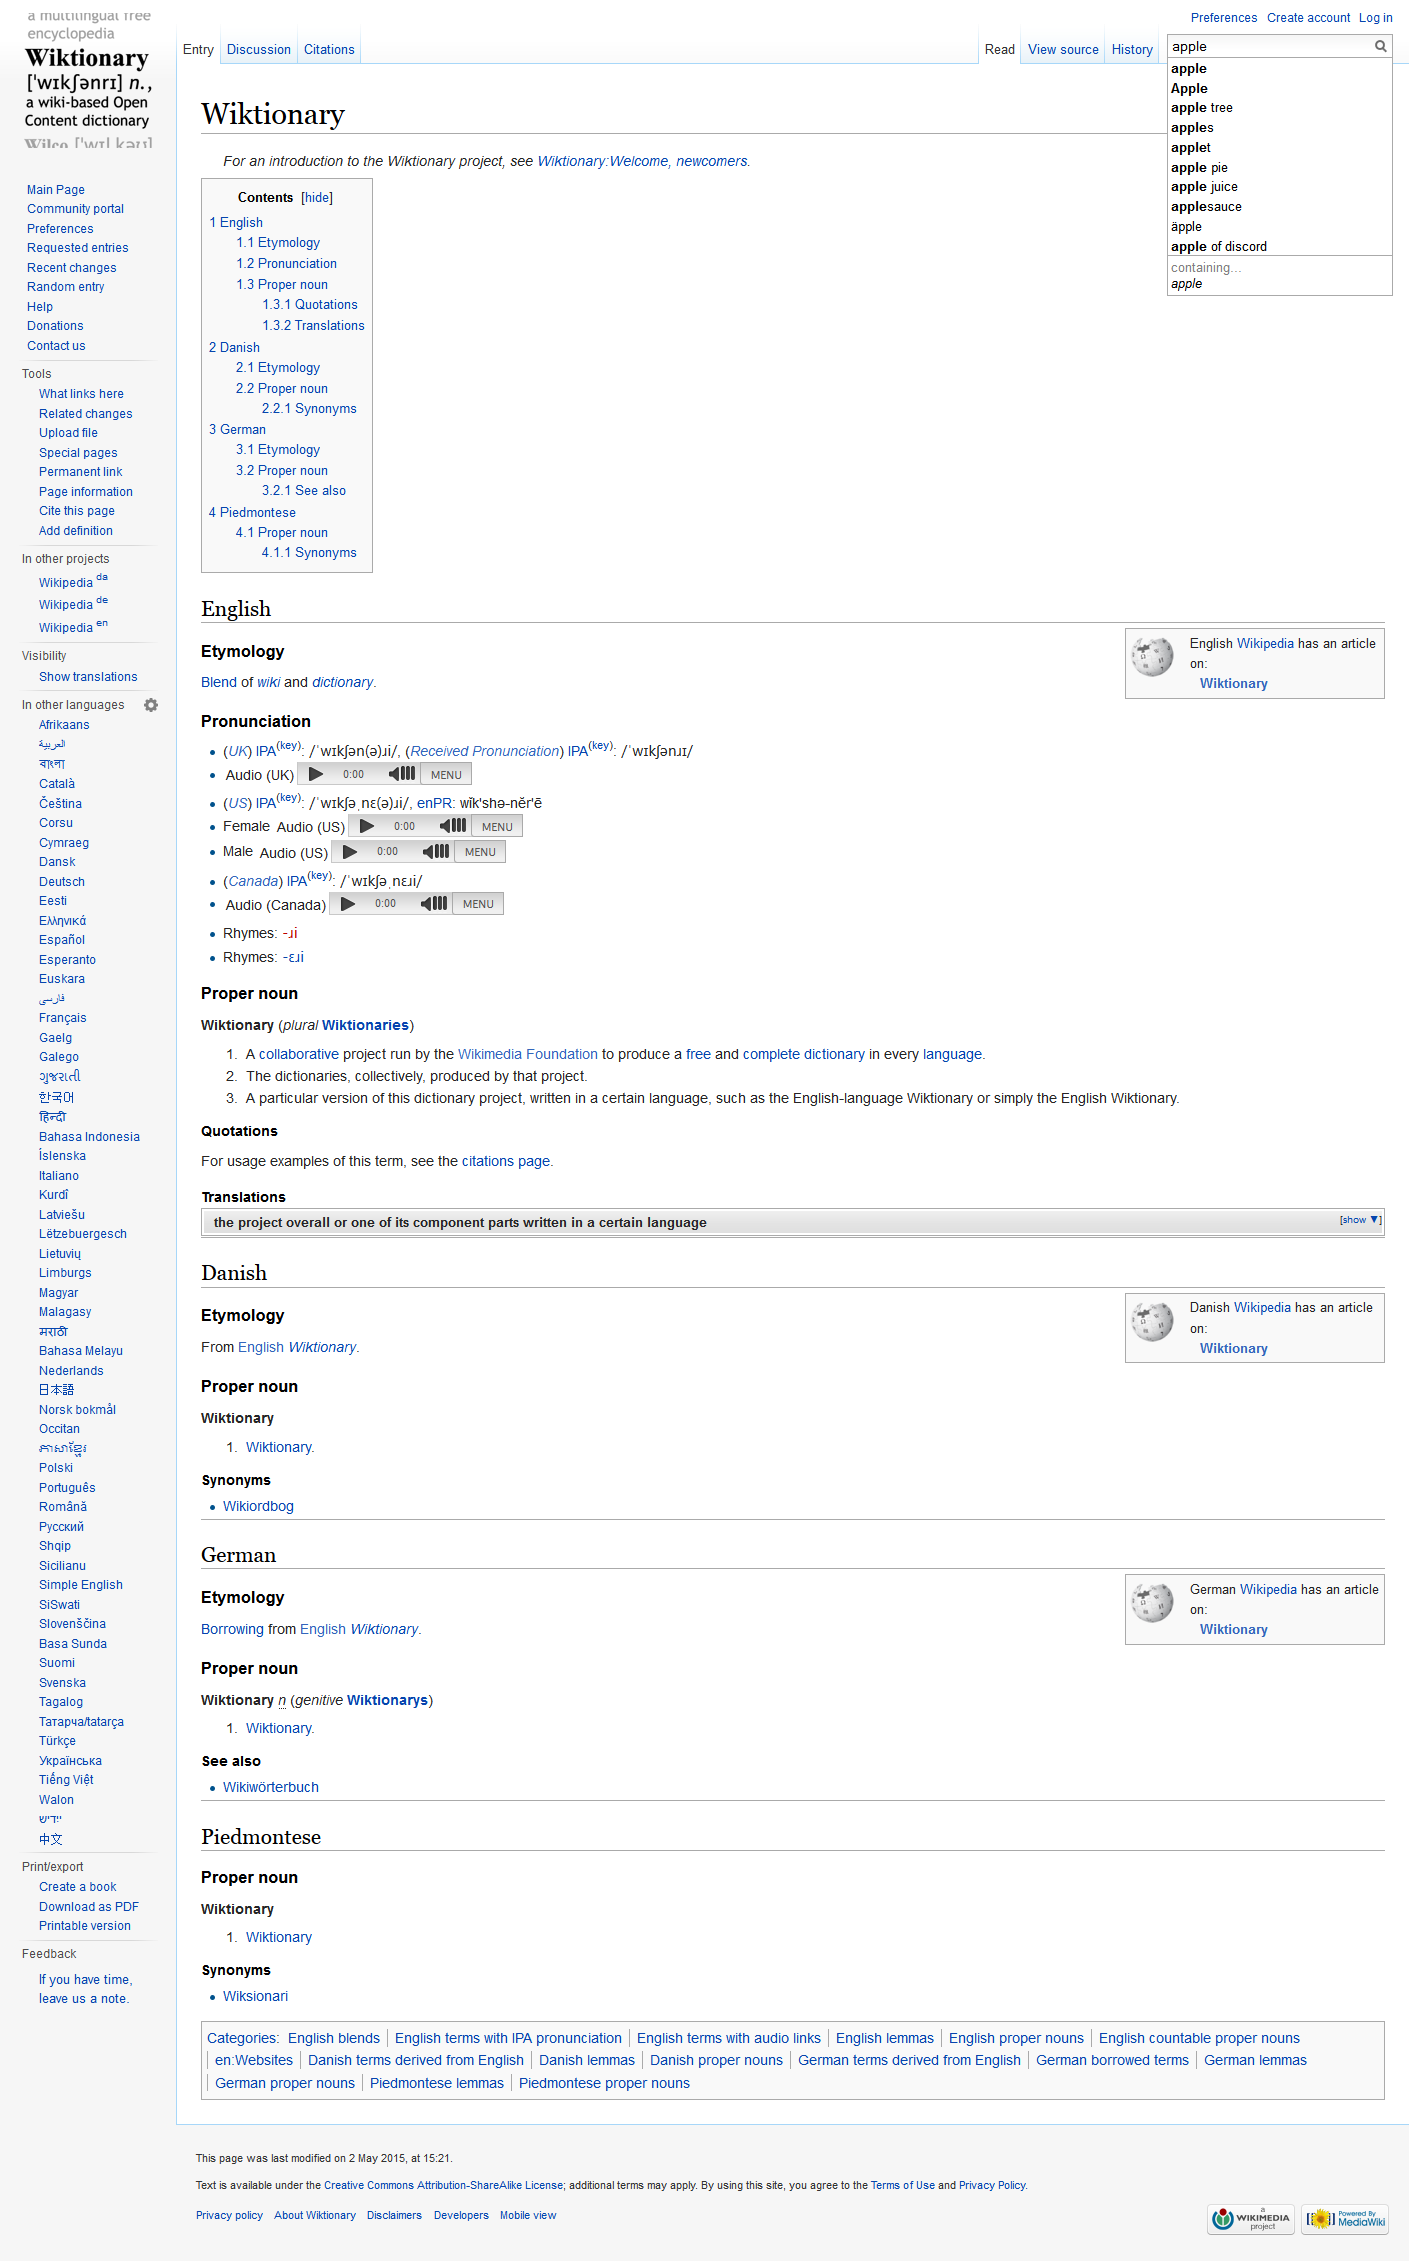 a multilingual free
encyclopedia
Wiktionary
['wɪkʃənrɪ] n.,
a wiki-based Open
Content dictionary
Wilco ['wɪl kəʊ]
Preferences Create account Log in
Entry Discussion Citations Read View source History
apple
apple
Apple
apple tree
apples
applet
apple pie
apple juice
applesauce
äpple
apple of discord
containing...
apple
Main Page
Community portal
Preferences
Requested entries
Recent changes
Random entry
Help
Donations
Contact us
Tools
What links here
Related changes
Upload file
Special pages
Permanent link
Page information
Cite this page
Add definition
In other projects
Wikipedia da
Wikipedia de
Wikipedia en
Visibility
Show translations
In other languages
Afrikaans
العربية
বাংলা
Català
Čeština
Corsu
Cymraeg
Dansk
Deutsch
Eesti
Ελληνικά
Español
Esperanto
Euskara
فارسی
Français
Gaelg
Galego
ગુજરાતી
한국어
हिन्दी
Bahasa Indonesia
Íslenska
Italiano
Kurdî
Latviešu
Lëtzebuergesch
Lietuvių
Limburgs
Magyar
Malagasy
मराठी
Bahasa Melayu
Nederlands
日本語
Norsk bokmål
Occitan
ភាសាខ្មែរ
Polski
Português
Română
Русский
Shqip
Sicilianu
Simple English
SiSwati
Slovenščina
Basa Sunda
Suomi
Svenska
Tagalog
Татарча/tatarça
Türkçe
Українська
Tiếng Việt
Walon
ייִדיש
中文
Print/export
Create a book
Download as PDF
Printable version
Feedback
If you have time,
leave us a note.
Wiktionary
For an introduction to the Wiktionary project, see Wiktionary:Welcome, newcomers.
Contents [hide]
1 English
1.1 Etymology
1.2 Pronunciation
1.3 Proper noun
1.3.1 Quotations
1.3.2 Translations
2 Danish
2.1 Etymology
2.2 Proper noun
2.2.1 Synonyms
3 German
3.1 Etymology
3.2 Proper noun
3.2.1 See also
4 Piedmontese
4.1 Proper noun
4.1.1 Synonyms
English
English Wikipedia has an article
on:
Wiktionary
Etymology
Blend of wiki and dictionary.
Pronunciation
• (UK) IPA(key): /ˈwɪkʃən(ə)ɹi/, (Received Pronunciation) IPA(key): /ˈwɪkʃənɹɪ/
• Audio (UK) 0:00 MENU
• (US) IPA(key): /ˈwɪkʃəˌnɛ(ə)ɹi/, enPR: wĭk'shə-nĕr'ē
• Female Audio (US) 0:00 MENU
• Male Audio (US) 0:00 MENU
• (Canada) IPA(key): /ˈwɪkʃəˌnɛɹi/
• Audio (Canada) 0:00 MENU
• Rhymes: -ɹi
• Rhymes: -ɛɹi
Proper noun
Wiktionary (plural Wiktionaries)
1. A collaborative project run by the Wikimedia Foundation to produce a free and complete dictionary in every language.
2. The dictionaries, collectively, produced by that project.
3. A particular version of this dictionary project, written in a certain language, such as the English-language Wiktionary or simply the English Wiktionary.
Quotations
For usage examples of this term, see the citations page.
Translations
the project overall or one of its component parts written in a certain language [show ▼]
Danish
Danish Wikipedia has an article
on:
Wiktionary
Etymology
From English Wiktionary.
Proper noun
Wiktionary
1. Wiktionary.
Synonyms
• Wikiordbog
German
German Wikipedia has an article
on:
Wiktionary
Etymology
Borrowing from English Wiktionary.
Proper noun
Wiktionary n (genitive Wiktionarys)
1. Wiktionary.
See also
• Wikiwörterbuch
Piedmontese
Proper noun
Wiktionary
1. Wiktionary
Synonyms
• Wiksionari
Categories: English blends | English terms with IPA pronunciation | English terms with audio links | English lemmas | English proper nouns | English countable proper nouns
| en:Websites | Danish terms derived from English | Danish lemmas | Danish proper nouns | German terms derived from English | German borrowed terms | German lemmas
| German proper nouns | Piedmontese lemmas | Piedmontese proper nouns
This page was last modified on 2 May 2015, at 15:21.
Text is available under the Creative Commons Attribution-ShareAlike License; additional terms may apply. By using this site, you agree to the Terms of Use and Privacy Policy.
Privacy policy About Wiktionary Disclaimers Developers Mobile view
a
WIKIMEDIA
project
Powered By
MediaWiki